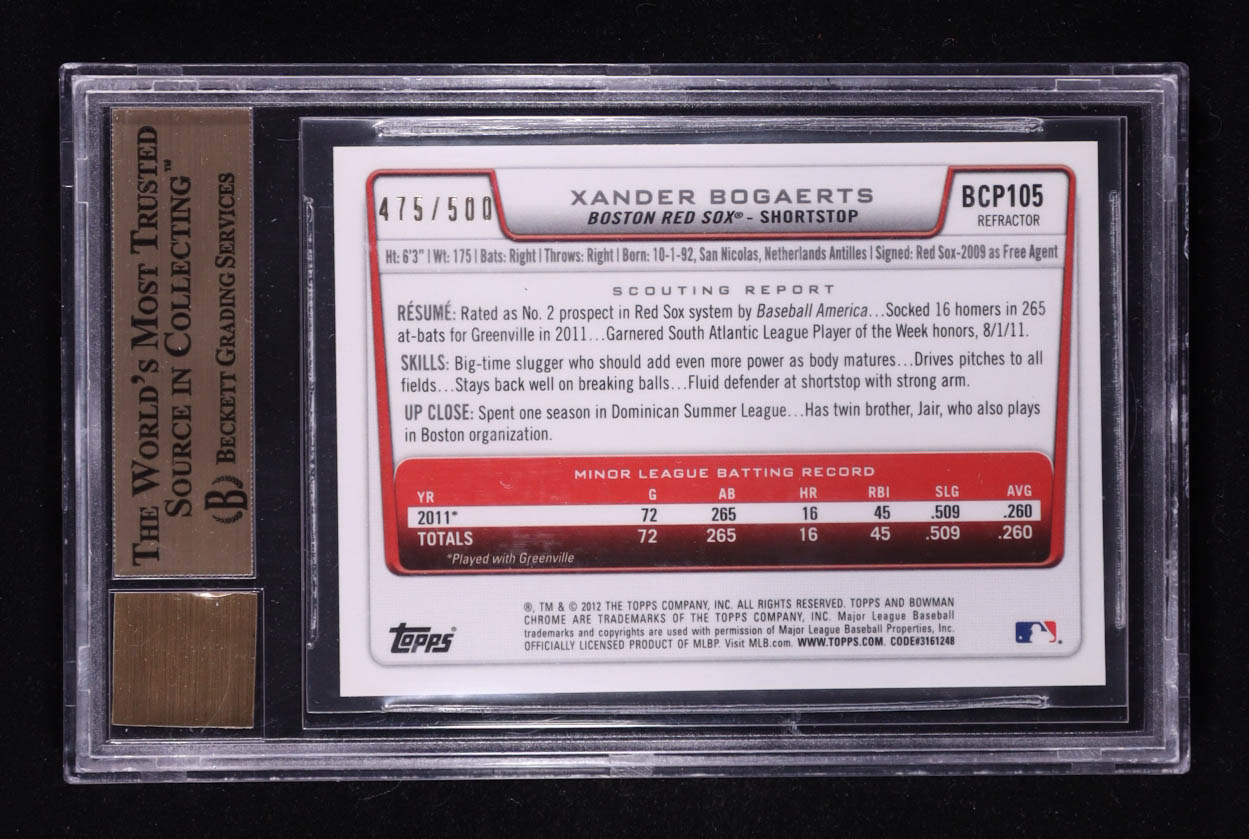 THE WORLD'S MOST TRUSTED
SOURCE IN COLLECTING™
B BECKETT GRADING SERVICES
475/500
XANDER BOGAERTS
BOSTON RED SOX® - SHORTSTOP
BCP105
REFRACTOR
Ht: 6'3" | Wt: 175 | Bats: Right | Throws: Right | Born: 10-1-92, San Nicolas, Netherlands Antilles | Signed: Red Sox-2009 as Free Agent
SCOUTING REPORT
RÉSUMÉ: Rated as No. 2 prospect in Red Sox system by Baseball America...Socked 16 homers in 265
at-bats for Greenville in 2011...Garnered South Atlantic League Player of the Week honors, 8/1/11.
SKILLS: Big-time slugger who should add even more power as body matures...Drives pitches to all
fields...Stays back well on breaking balls...Fluid defender at shortstop with strong arm.
UP CLOSE: Spent one season in Dominican Summer League...Has twin brother, Jair, who also plays
in Boston organization.
MINOR LEAGUE BATTING RECORD
YR G AB HR RBI SLG AVG
2011* 72 265 16 45 .509 .260
TOTALS 72 265 16 45 .509 .260
*Played with Greenville
®, TM & © 2012 THE TOPPS COMPANY, INC. ALL RIGHTS RESERVED. TOPPS AND BOWMAN
CHROME ARE TRADEMARKS OF THE TOPPS COMPANY, INC. Major League Baseball
trademarks and copyrights are used with permission of Major League Baseball Properties, Inc.
OFFICIALLY LICENSED PRODUCT OF MLBP. Visit MLB.com. WWW.TOPPS.COM. CODE#3161248
TOPPS®